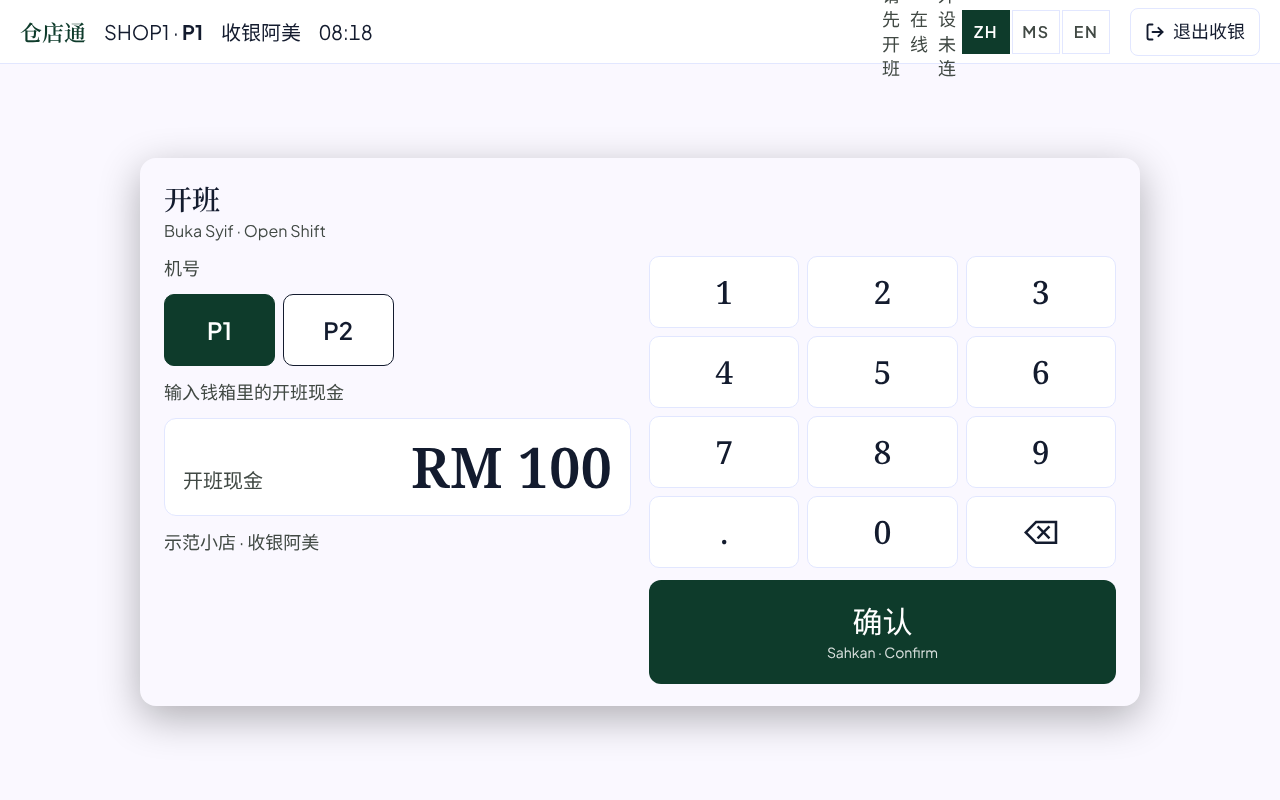 仓店通 SHOP1 · P1 收银阿美 08:18
先开班
在线
设未连
ZH MS EN
退出收银
开班
Buka Syif · Open Shift
机号
P1 P2
输入钱箱里的开班现金
开班现金 RM 100
示范小店 · 收银阿美
1 2 3
4 5 6
7 8 9
. 0
确认
Sahkan · Confirm